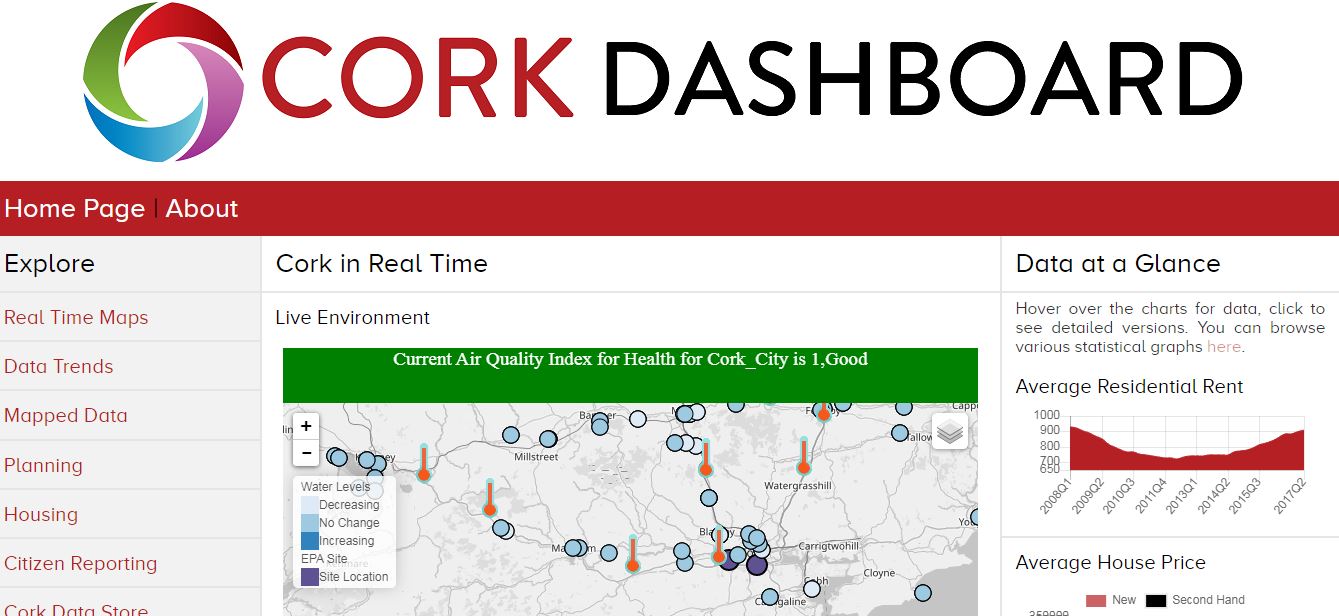 CORK DASHBOARD
Home Page | About
Explore
Real Time Maps
Data Trends
Mapped Data
Planning
Housing
Citizen Reporting
Cork Data Store
Cork in Real Time
Live Environment
Current Air Quality Index for Health for Cork_City is 1,Good
+
−
Millstreet
Watergrasshill
Carrigtwohill
Cloyne
Water Levels
Decreasing
No Change
Increasing
EPA Site
Site Location
Data at a Glance
Hover over the charts for data, click to
see detailed versions. You can browse
various statistical graphs here.
Average Residential Rent
1000
900
800
700
650
2008Q1
2009Q2
2010Q3
2011Q4
2013Q1
2014Q2
2015Q3
2017Q2
Average House Price
New
Second Hand